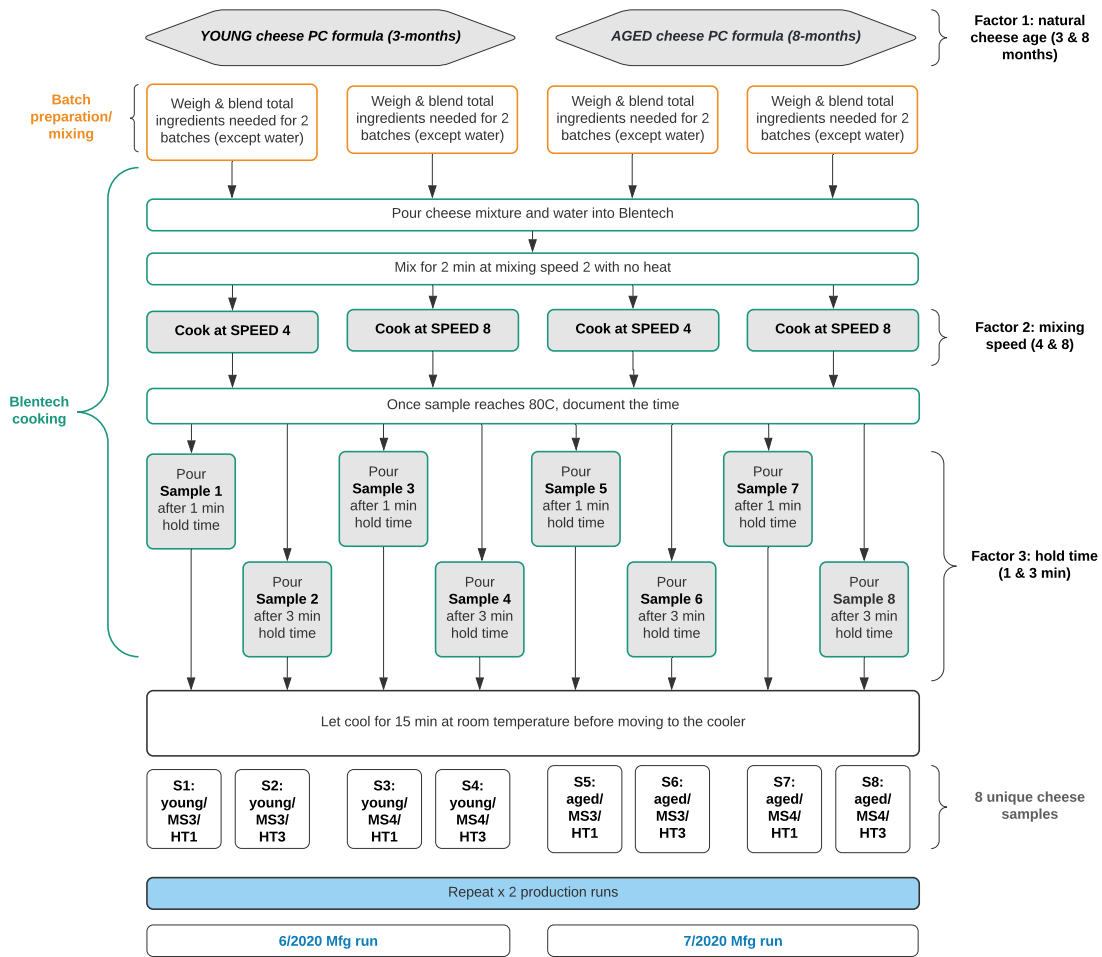 YOUNG cheese PC formula (3-months)
AGED cheese PC formula (8-months)
Factor 1: natural
cheese age (3 & 8
months)
Batch
preparation/
mixing
Weigh & blend total
ingredients needed for 2
batches (except water)
Weigh & blend total
ingredients needed for 2
batches (except water)
Weigh & blend total
ingredients needed for 2
batches (except water)
Weigh & blend total
ingredients needed for 2
batches (except water)
Pour cheese mixture and water into Blentech
Mix for 2 min at mixing speed 2 with no heat
Cook at SPEED 4
Cook at SPEED 8
Cook at SPEED 4
Cook at SPEED 8
Factor 2: mixing
speed (4 & 8)
Blentech
cooking
Once sample reaches 80C, document the time
Pour
Sample 1
after 1 min
hold time
Pour
Sample 3
after 1 min
hold time
Pour
Sample 5
after 1 min
hold time
Pour
Sample 7
after 1 min
hold time
Pour
Sample 2
after 3 min
hold time
Pour
Sample 4
after 3 min
hold time
Pour
Sample 6
after 3 min
hold time
Pour
Sample 8
after 3 min
hold time
Factor 3: hold time
(1 & 3 min)
Let cool for 15 min at room temperature before moving to the cooler
S1:
young/
MS3/
HT1
S2:
young/
MS3/
HT3
S3:
young/
MS4/
HT1
S4:
young/
MS4/
HT3
S5:
aged/
MS3/
HT1
S6:
aged/
MS3/
HT3
S7:
aged/
MS4/
HT1
S8:
aged/
MS4/
HT3
8 unique cheese
samples
Repeat x 2 production runs
6/2020 Mfg run
7/2020 Mfg run